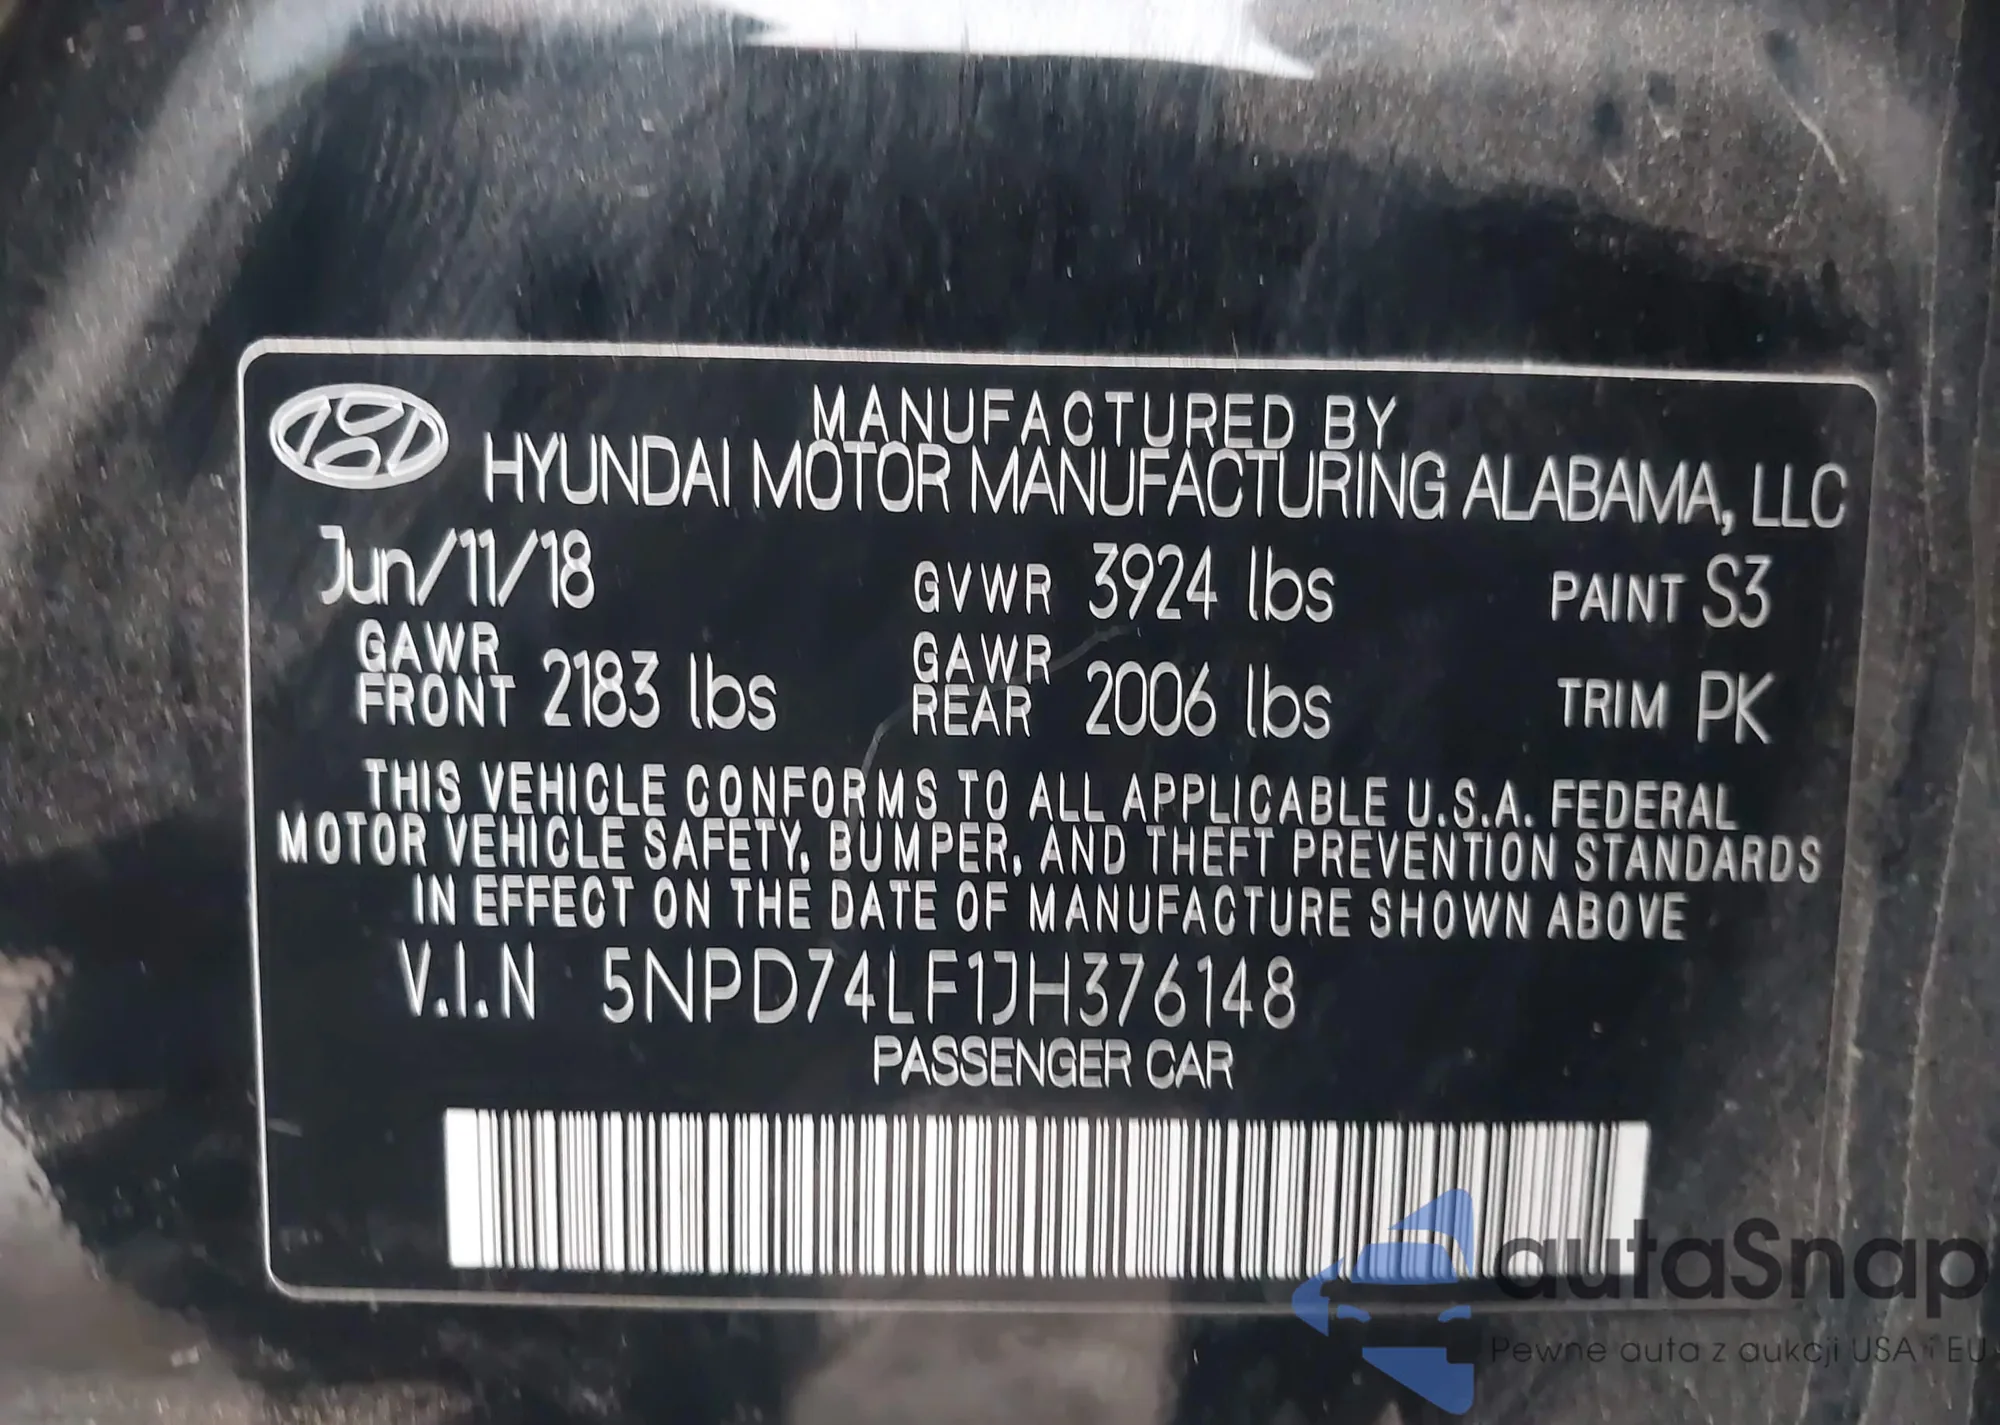 MANUFACTURED BY
HYUNDAI MOTOR MANUFACTURING ALABAMA, LLC
Jun/11/18 GVWR 3924 lbs PAINT S3
GAWR FRONT 2183 lbs GAWR REAR 2006 lbs TRIM PK
THIS VEHICLE CONFORMS TO ALL APPLICABLE U.S.A. FEDERAL
MOTOR VEHICLE SAFETY, BUMPER, AND THEFT PREVENTION STANDARDS
IN EFFECT ON THE DATE OF MANUFACTURE SHOWN ABOVE
V.I.N 5NPD74LF1JH376148
PASSENGER CAR
autaSnap
Pewne auta z aukcji USA i EU